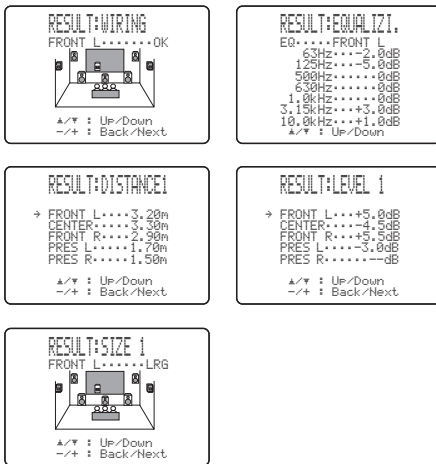 RESULT:WIRING
FRONT L·······OK
▲/▼ : Up/Down
-/+ : Back/Next
RESULT:EQUALIZI.
EQ·····FRONT L
63Hz···-2.0dB
125Hz···-5.0dB
500Hz······0dB
630Hz······0dB
1.0kHz·····0dB
3.15kHz···+3.0dB
10.0kHz···+1.0dB
▲/▼ : Up/Down
RESULT:DISTANCE1
→ FRONT L····3.20m
CENTER·····3.30m
FRONT R····2.90m
PRES L·····1.70m
PRES R·····1.50m
▲/▼ : Up/Down
-/+ : Back/Next
RESULT:LEVEL 1
→ FRONT L···+5.0dB
CENTER····-4.5dB
FRONT R···+5.5dB
PRES L····-3.0dB
PRES R······--dB
▲/▼ : Up/Down
-/+ : Back/Next
RESULT:SIZE 1
FRONT L······LRG
▲/▼ : Up/Down
-/+ : Back/Next